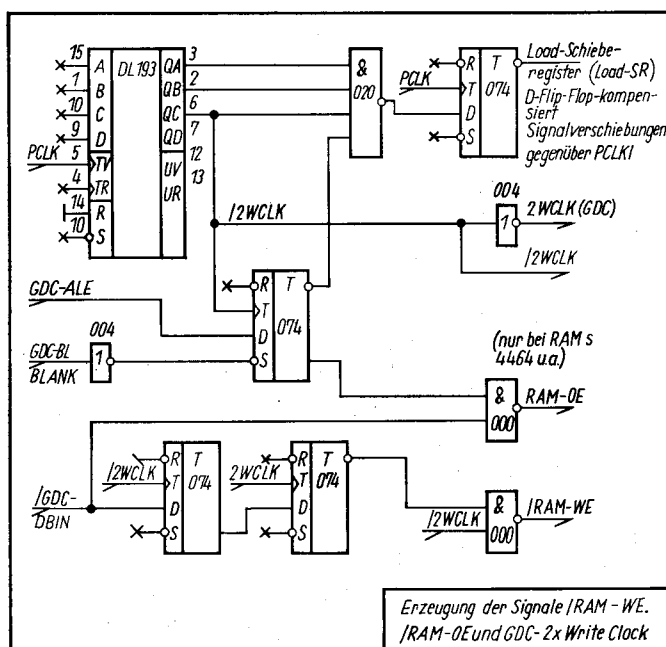 15 A DL193 QA 3
1 B QB 2
10 C QC 6
9 D QD 7
PCLK 5 TV UV 12
4 TR UR 13
14 R
10 S
& 020
PCLK
R T
T 074
D
S
Load-Schiebe-
register (Load-SR)
D-Flip-Flop-kompen-
siert
Signalverschiebungen
gegenüber PCLK!
/2WCLK
004
1
2WCLK (GDC)
/2WCLK
GDC-ALE
R T
T 074
D
S
004
GDC-BL
BLANK
1
(nur bei RAM s
4464 u.a.)
&
000
RAM-OE
/2WCLK
R T
T 074
D
S
2WCLK
R T
T 074
D
S
/GDC-
DBIN
/2WCLK
&
000
/RAM-WE
Erzeugung der Signale /RAM-WE.
/RAM-OE und GDC-2x Write Clock